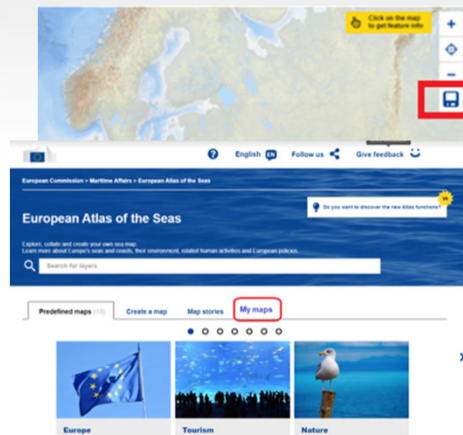 Click on the map
to get feature info
English EN
Follow us
Give feedback
European Commission > Maritime Affairs > European Atlas of the Seas
European Atlas of the Seas
Do you want to discover the new Atlas functions?
Explore, collate and create your own sea map.
Learn more about Europe's seas and coasts, their environment, related human activities and European policies.
Search for layers
Predefined maps
Create a map
Map stories
My maps
Europe
Tourism
Nature